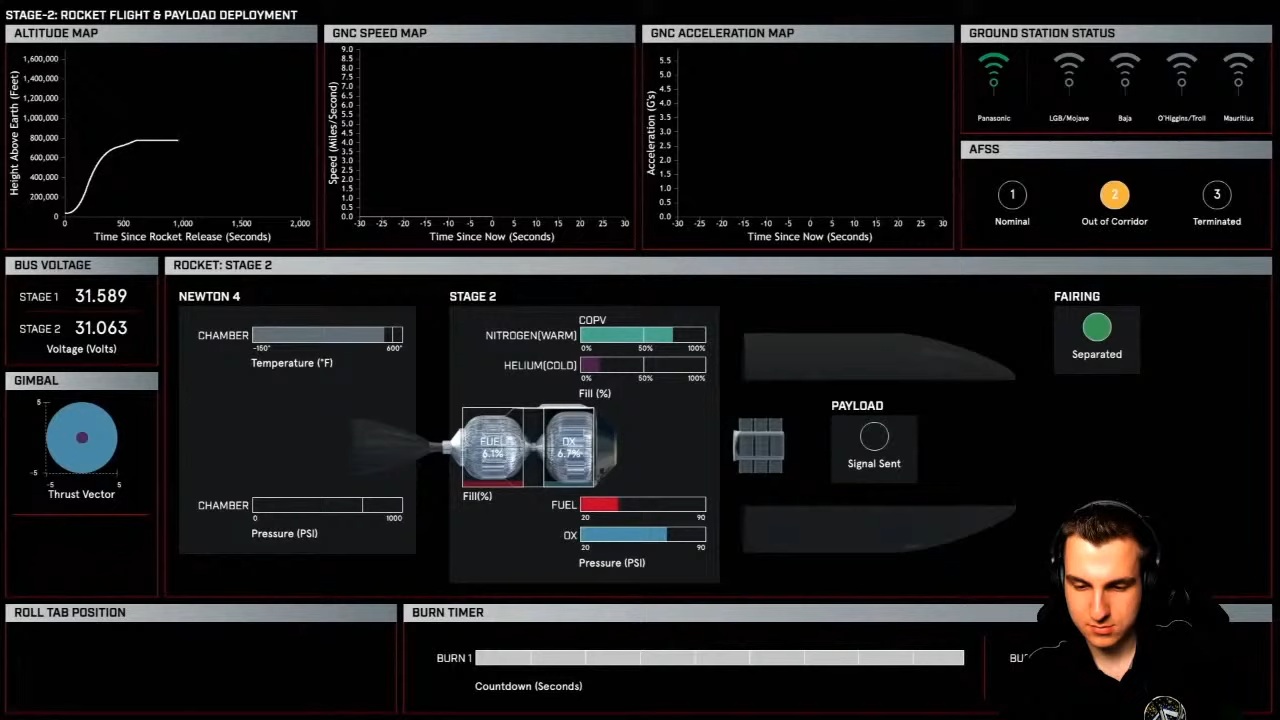 STAGE-2: ROCKET FLIGHT & PAYLOAD DEPLOYMENT
ALTITUDE MAP
Height Above Earth (Feet)
1,600,000
1,400,000
1,200,000
1,000,000
800,000
600,000
400,000
200,000
0
0 500 1,000 1,500 2,000
Time Since Rocket Release (Seconds)
GNC SPEED MAP
Speed (Miles/Second)
9.0
8.5
8.0
7.5
7.0
6.5
6.0
5.5
5.0
4.5
4.0
3.5
3.0
2.5
2.0
1.5
1.0
0.5
0.0
-30 -25 -20 -15 -10 -5 0 5 10 15 20 25 30
Time Since Now (Seconds)
GNC ACCELERATION MAP
Acceleration (G's)
5.5
5.0
4.5
4.0
3.5
3.0
2.5
2.0
1.5
1.0
0.5
0.0
-30 -25 -20 -15 -10 -5 0 5 10 15 20 25 30
Time Since Now (Seconds)
GROUND STATION STATUS
Panasonic LGB/Mojave Baja O'Higgins/Troll Mauritius
AFSS
1 2 3
Nominal Out of Corridor Terminated
BUS VOLTAGE
STAGE 1 31.589
STAGE 2 31.063
Voltage (Volts)
GIMBAL
5
-5
-5 5
Thrust Vector
ROCKET: STAGE 2
NEWTON 4
CHAMBER
-150° 600°
Temperature (°F)
CHAMBER
0 1000
Pressure (PSI)
STAGE 2
COPV
NITROGEN(WARM)
0% 50% 100%
HELIUM(COLD)
0% 50% 100%
Fill (%)
FUEL
6.1%
OX
6.7%
Fill(%)
FUEL
20 90
OX
20 90
Pressure (PSI)
PAYLOAD
Signal Sent
FAIRING
Separated
ROLL TAB POSITION
BURN TIMER
BURN 1
Countdown (Seconds)
BU